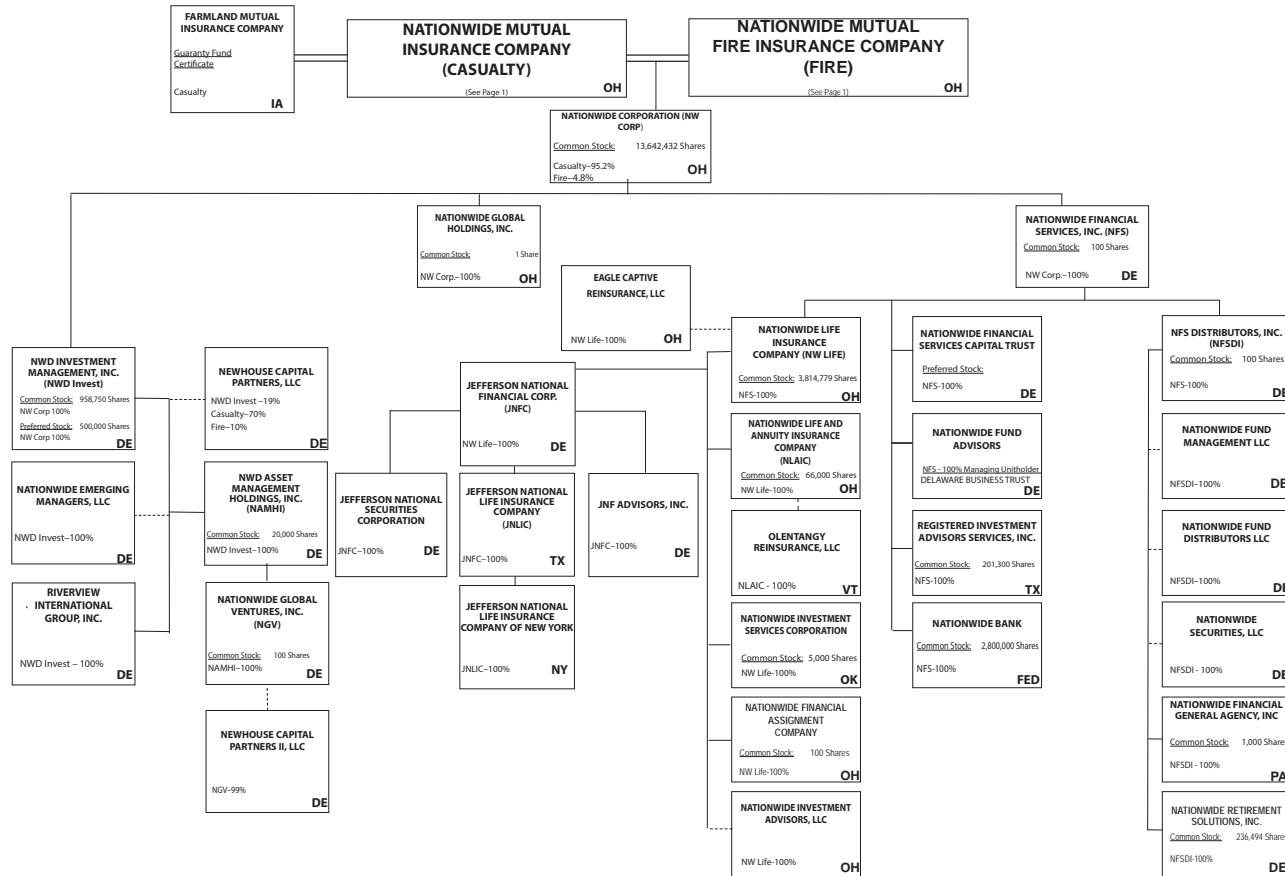 FARMLAND MUTUAL
INSURANCE COMPANY
Guaranty Fund
Certificate
Casualty
IA
NATIONWIDE MUTUAL
INSURANCE COMPANY
(CASUALTY)
(See Page 1)
OH
NATIONWIDE MUTUAL
FIRE INSURANCE COMPANY
(FIRE)
(See Page 1)
OH
NATIONWIDE CORPORATION (NW
CORP)
Common Stock: 13,642,432 Shares
Casualty–95.2%
Fire–4.8%
OH
NATIONWIDE GLOBAL
HOLDINGS, INC.
Common Stock: 1 Share
NW Corp.–100%
OH
NATIONWIDE FINANCIAL
SERVICES, INC. (NFS)
Common Stock: 100 Shares
NW Corp.–100%
DE
EAGLE CAPTIVE
REINSURANCE, LLC
NW Life-100%
OH
NWD INVESTMENT
MANAGEMENT, INC.
(NWD Invest)
Common Stock: 958,750 Shares
NW Corp 100%
Preferred Stock: 500,000 Shares
NW Corp 100%
DE
NEWHOUSE CAPITAL
PARTNERS, LLC
NWD Invest –19%
Casualty–70%
Fire–10%
DE
NATIONWIDE EMERGING
MANAGERS, LLC
NWD Invest–100%
DE
NWD ASSET
MANAGEMENT
HOLDINGS, INC.
(NAMHI)
Common Stock: 20,000 Shares
NWD Invest–100%
DE
RIVERVIEW
INTERNATIONAL
GROUP, INC.
NWD Invest – 100%
DE
NATIONWIDE GLOBAL
VENTURES, INC.
(NGV)
Common Stock: 100 Shares
NAMHI–100%
DE
NEWHOUSE CAPITAL
PARTNERS II, LLC
NGV–99%
DE
JEFFERSON NATIONAL
FINANCIAL CORP.
(JNFC)
NW Life–100%
DE
JEFFERSON NATIONAL
SECURITIES
CORPORATION
JNFC–100%
DE
JEFFERSON NATIONAL
LIFE INSURANCE
COMPANY
(JNLIC)
JNFC–100%
TX
JNF ADVISORS, INC.
JNFC–100%
DE
JEFFERSON NATIONAL
LIFE INSURANCE
COMPANY OF NEW YORK
JNLIC–100%
NY
NATIONWIDE LIFE
INSURANCE
COMPANY (NW LIFE)
Common Stock: 3,814,779 Shares
NFS-100%
OH
NATIONWIDE LIFE AND
ANNUITY INSURANCE
COMPANY
(NLAIC)
Common Stock: 66,000 Shares
NW Life-100%
OH
OLENTANGY
REINSURANCE, LLC
NLAIC - 100%
VT
NATIONWIDE INVESTMENT
SERVICES CORPORATION
Common Stock: 5,000 Shares
NW Life-100%
OK
NATIONWIDE FINANCIAL
ASSIGNMENT
COMPANY
Common Stock: 100 Shares
NW Life-100%
OH
NATIONWIDE INVESTMENT
ADVISORS, LLC
NW Life-100%
OH
NATIONWIDE FINANCIAL
SERVICES CAPITAL TRUST
Preferred Stock:
NFS-100%
DE
NATIONWIDE FUND
ADVISORS
NFS - 100% Managing Unitholder
DELAWARE BUSINESS TRUST
DE
REGISTERED INVESTMENT
ADVISORS SERVICES, INC.
Common Stock: 201,300 Shares
NFS-100%
TX
NATIONWIDE BANK
Common Stock: 2,800,000 Shares
NFS-100%
FED
NFS DISTRIBUTORS, INC.
(NFSDI)
Common Stock: 100 Shares
NFS-100%
DE
NATIONWIDE FUND
MANAGEMENT LLC
NFSDI–100%
DE
NATIONWIDE FUND
DISTRIBUTORS LLC
NFSDI–100%
DE
NATIONWIDE
SECURITIES, LLC
NFSDI - 100%
DE
NATIONWIDE FINANCIAL
GENERAL AGENCY, INC
Common Stock: 1,000 Share
NFSDI - 100%
PA
NATIONWIDE RETIREMENT
SOLUTIONS, INC.
Common Stock: 236,494 Shares
NFSDI-100%
DE